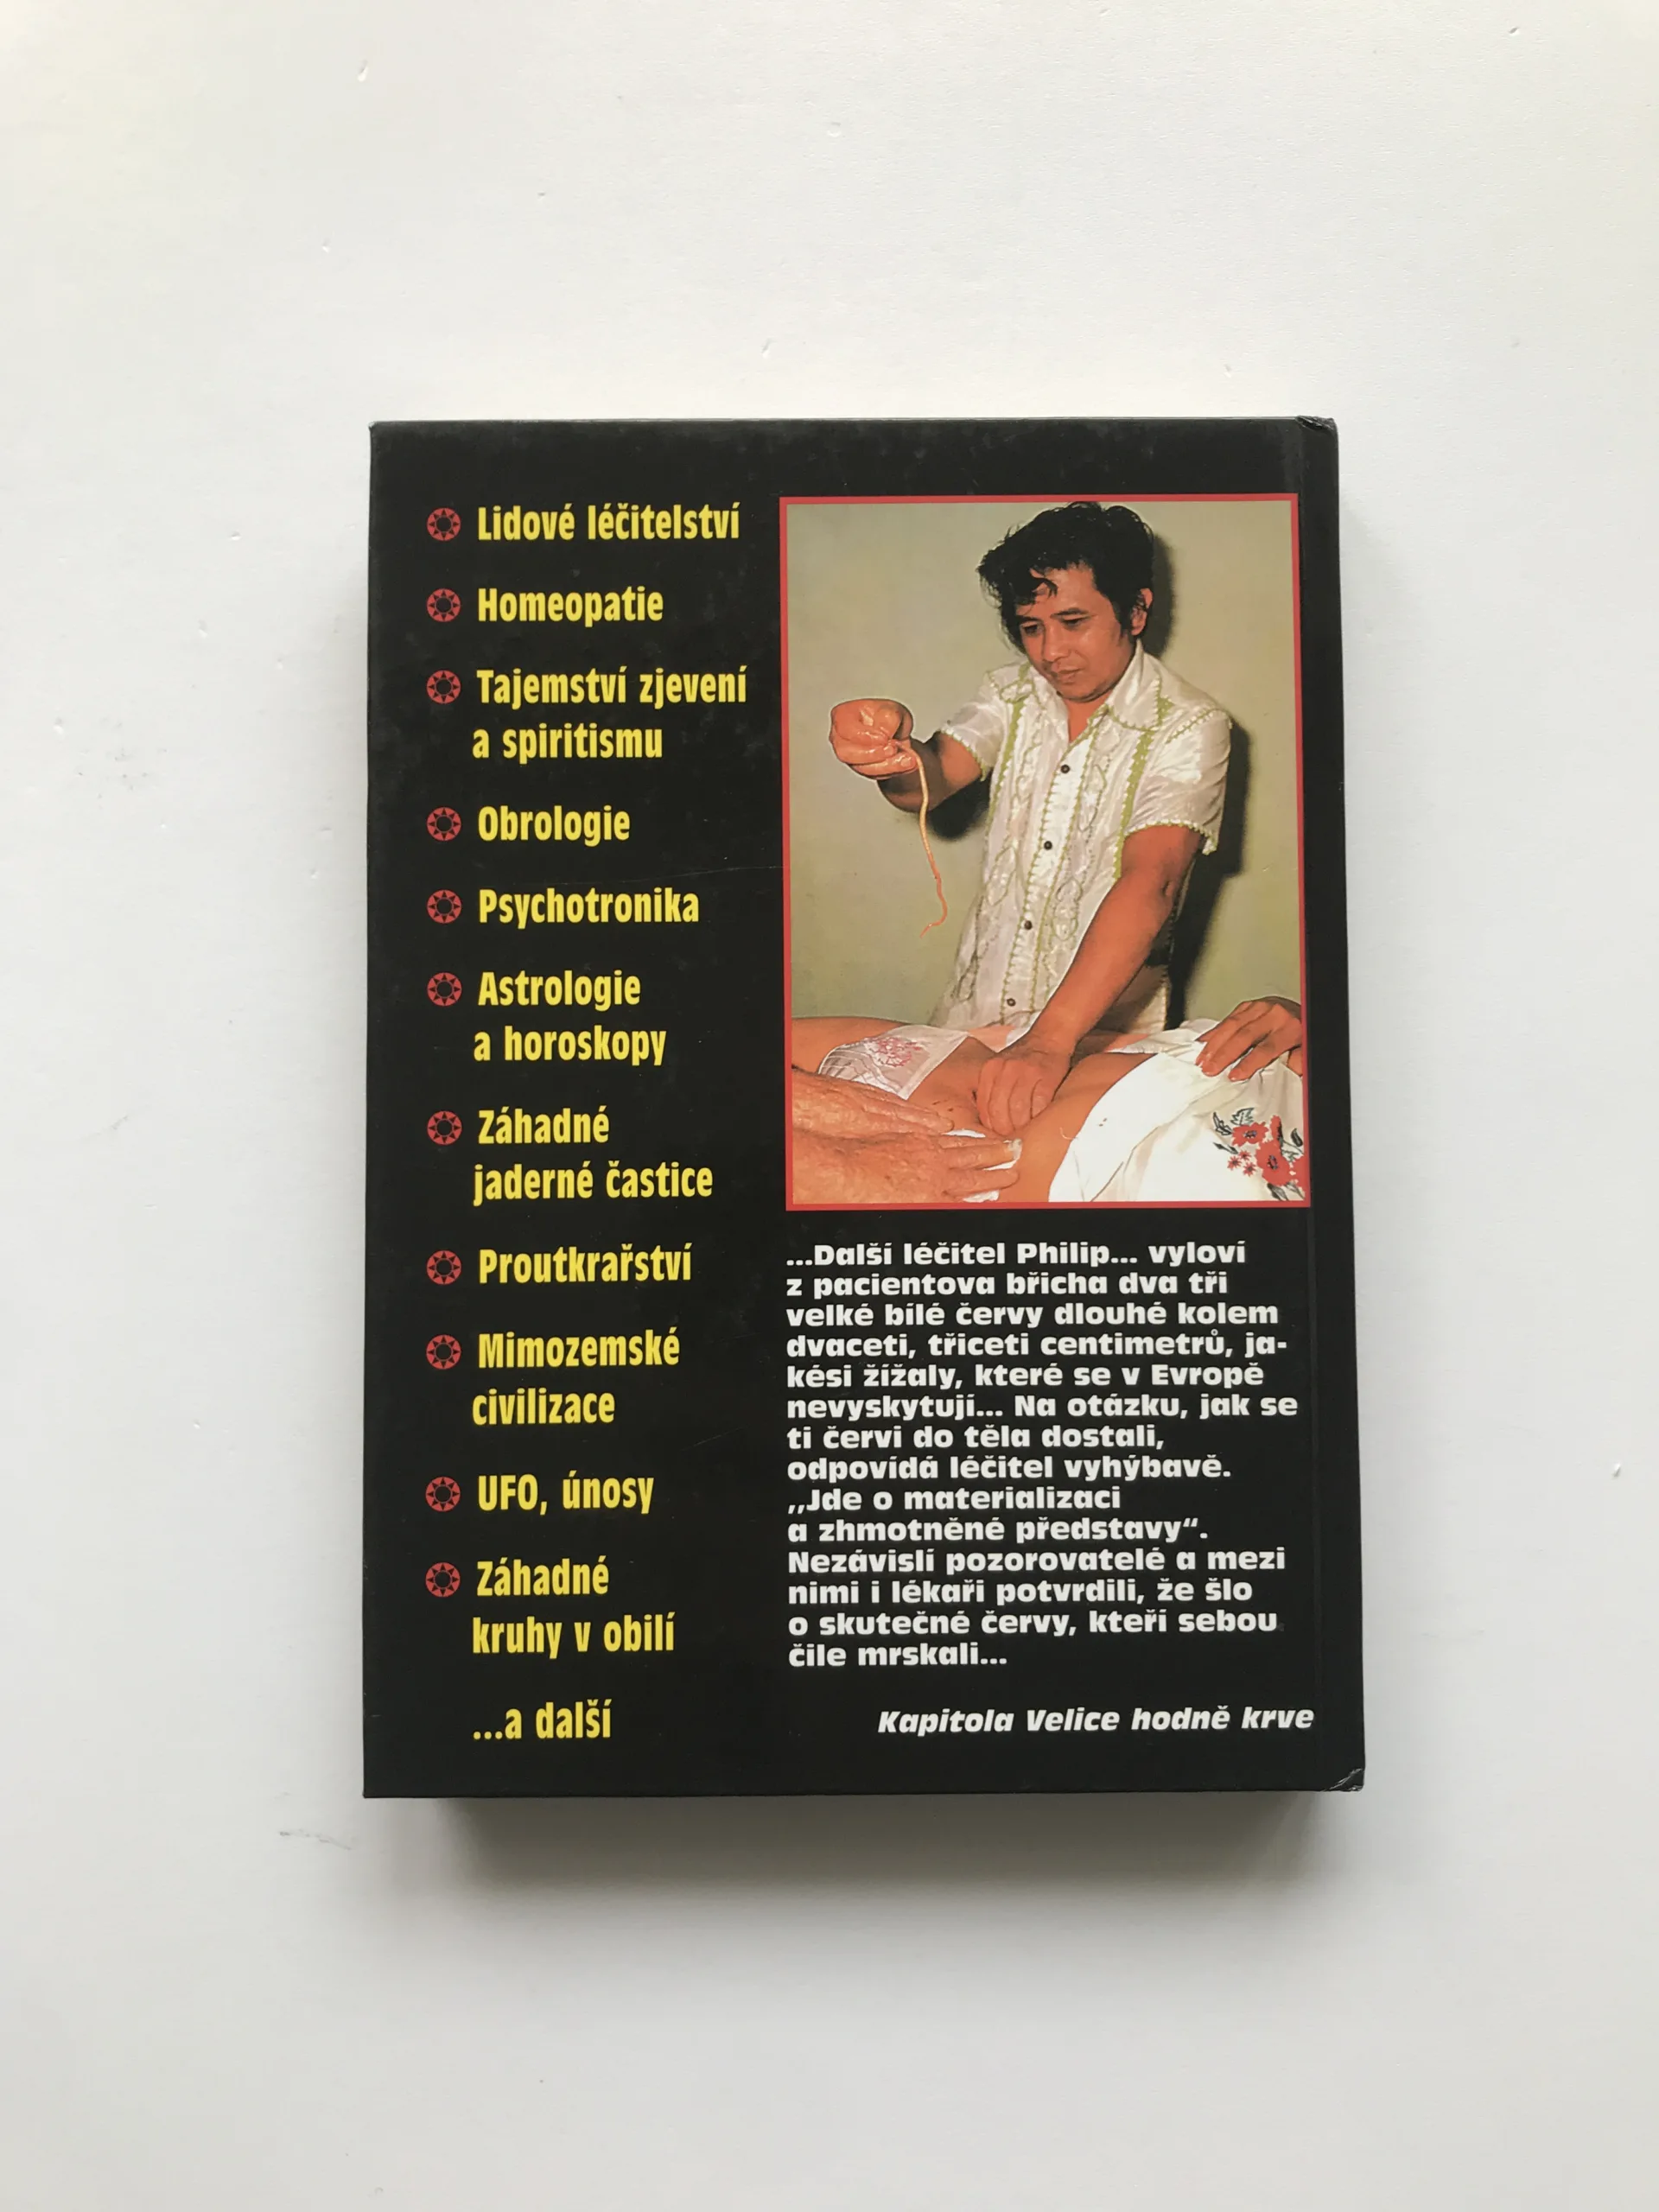 Lidové léčitelství
Homeopatie
Tajemství zjevení
a spiritismu
Obrologie
Psychotronika
Astrologie
a horoskopy
Záhadné
jaderné častice
Proutkrařství
Mimozemské
civilizace
UFO, únosy
Záhadné
kruhy v obilí
...a další
...Další léčitel Philip... vyloví
z pacientova břicha dva tři
velké bílé červy dlouhé kolem
dvaceti, třiceti centimetrů, ja-
kési žížaly, které se v Evropě
nevyskytují... Na otázku, jak se
ti červi do těla dostali,
odpovídá léčitel vyhýbavě.
,,Jde o materializaci
a zhmotněné představy“.
Nezávislí pozorovatelé a mezi
nimi i lékaři potvrdili, že šlo
o skutečné červy, kteří sebou
čile mrskali...
Kapitola Velice hodně krve